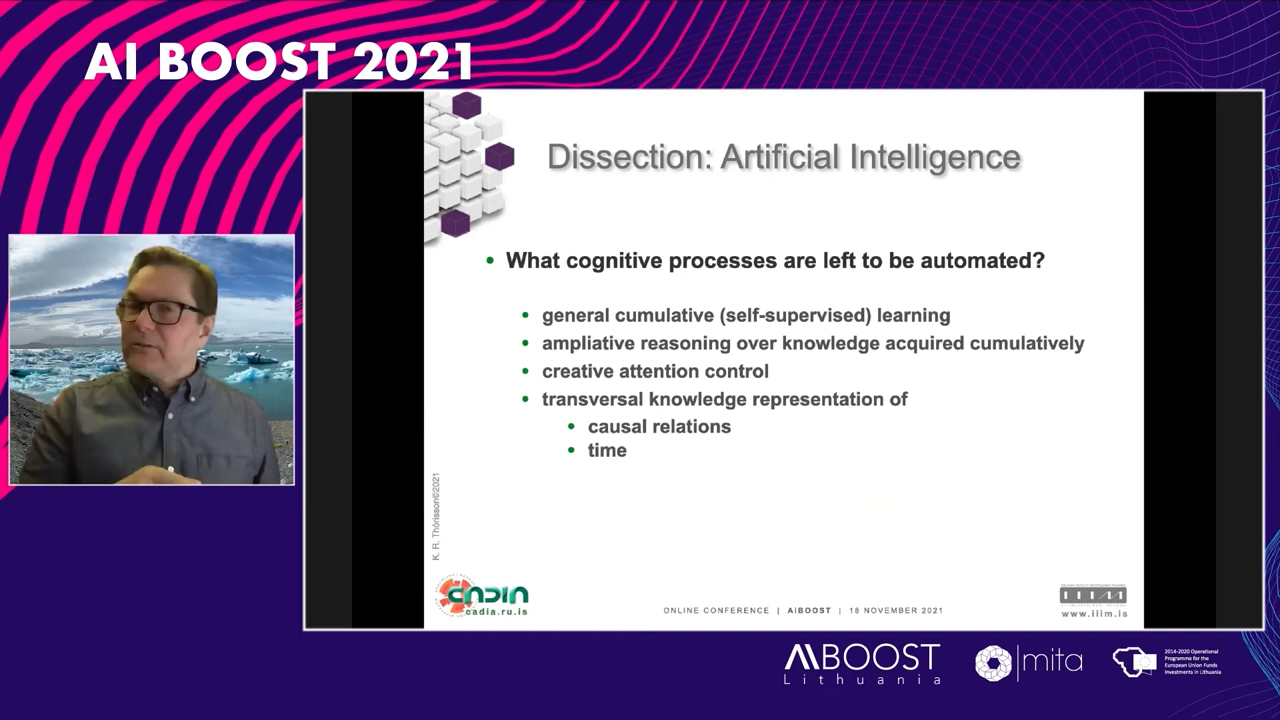 AI BOOST 2021
Dissection: Artificial Intelligence
What cognitive processes are left to be automated?
general cumulative (self-supervised) learning
ampliative reasoning over knowledge acquired cumulatively
creative attention control
transversal knowledge representation of
causal relations
time
K. R. Thórisson©2021
cadia
cadia.ru.is
ONLINE CONFERENCE | AIBOOST | 18 NOVEMBER 2021
IIIM
www.iiim.is
AIBOOST
Lithuania
mita
2014-2020 Operational
Programme for the
European Union Funds
Investments in Lithuania